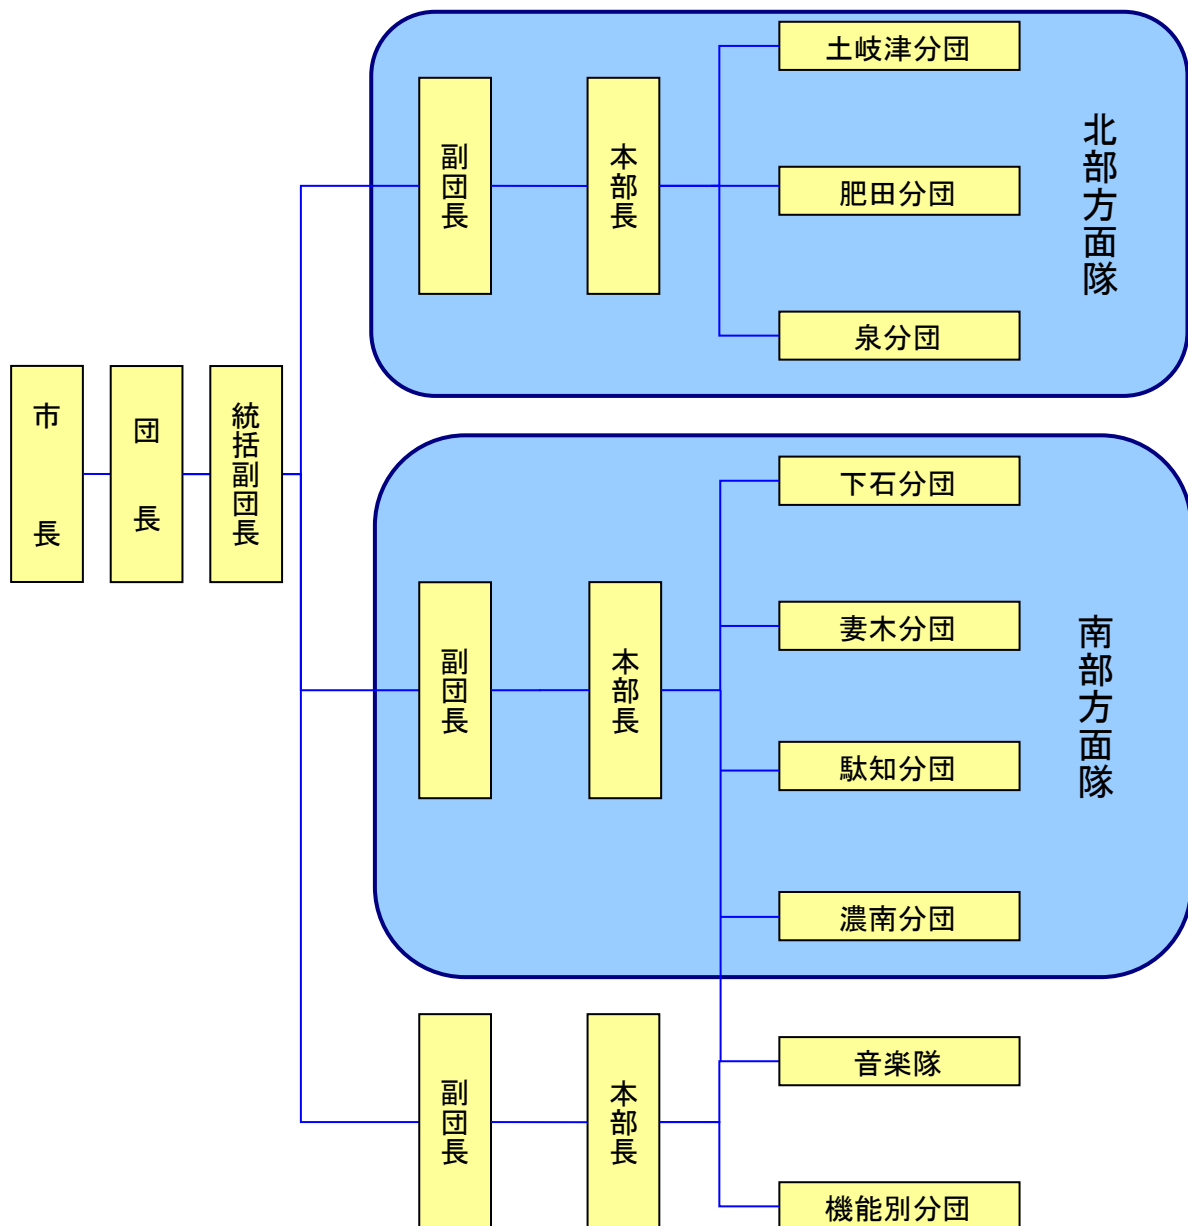 市長
団長
統括副団長
副団長
本部長
土岐津分団
肥田分団
泉分団
北部方面隊
副団長
本部長
下石分団
妻木分団
駄知分団
濃南分団
南部方面隊
副団長
本部長
音楽隊
機能別分団